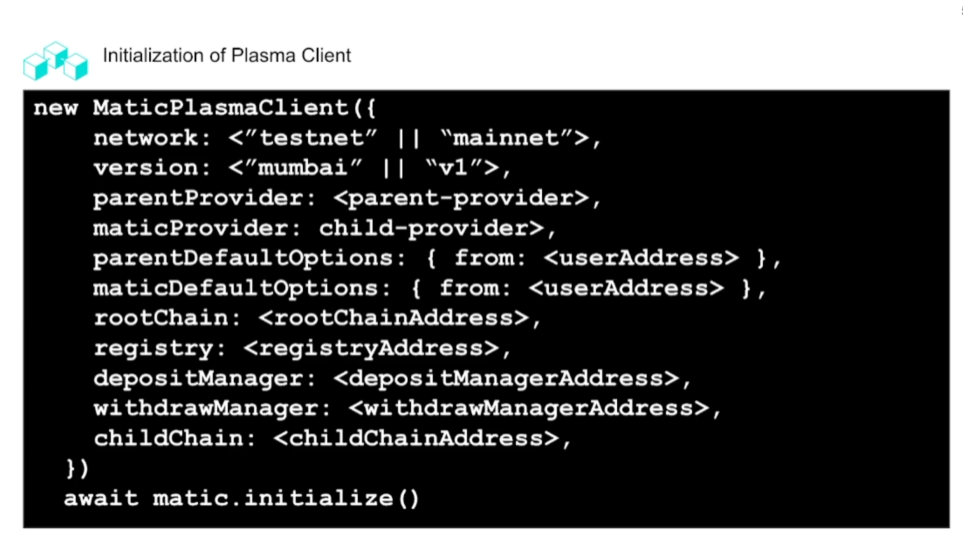 Initialization of Plasma Client
new MaticPlasmaClient({
network: <”testnet” || “mainnet”>,
version: <”mumbai” || “v1”>,
parentProvider: <parent-provider>,
maticProvider: child-provider>,
parentDefaultOptions: { from: <userAddress> },
maticDefaultOptions: { from: <userAddress> },
rootChain: <rootChainAddress>,
registry: <registryAddress>,
depositManager: <depositManagerAddress>,
withdrawManager: <withdrawManagerAddress>,
childChain: <childChainAddress>,
})
await matic.initialize()